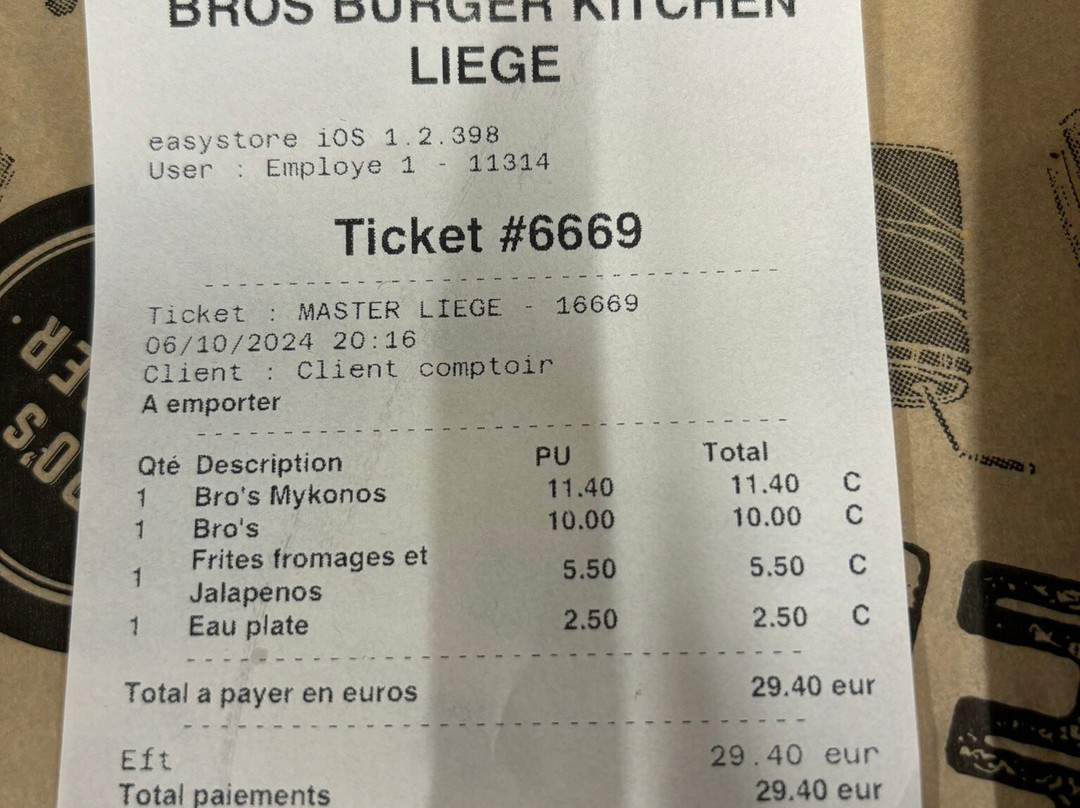 BROS BURGER KITCHEN
LIEGE
easystore iOS 1.2.398
User : Employe 1 - 11314
Ticket #6669
Ticket : MASTER LIEGE - 16669
06/10/2024 20:16
Client : Client comptoir
A emporter
Qté Description PU Total
1 Bro's Mykonos 11.40 11.40 C
1 Bro's 10.00 10.00 C
1 Frites fromages et
Jalapenos 5.50 5.50 C
1 Eau plate 2.50 2.50 C
Total a payer en euros 29.40 eur
Eft 29.40 eur
Total paiements 29.40 eur